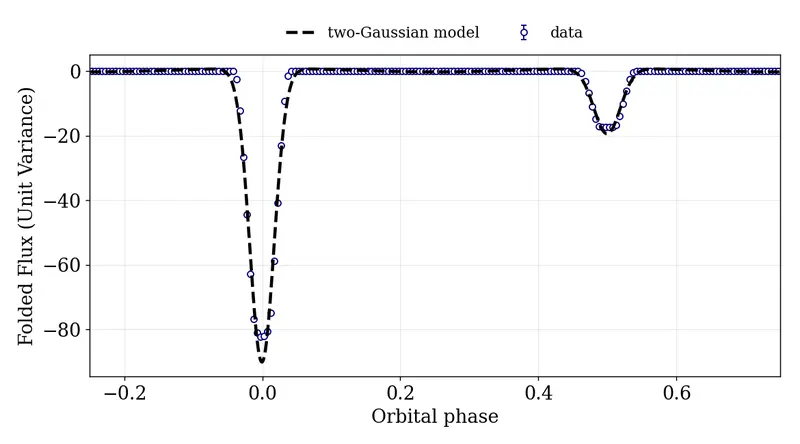 two-Gaussian model data
0
−20
−40
−60
−80
Folded Flux (Unit Variance)
−0.2 0.0 0.2 0.4 0.6
Orbital phase